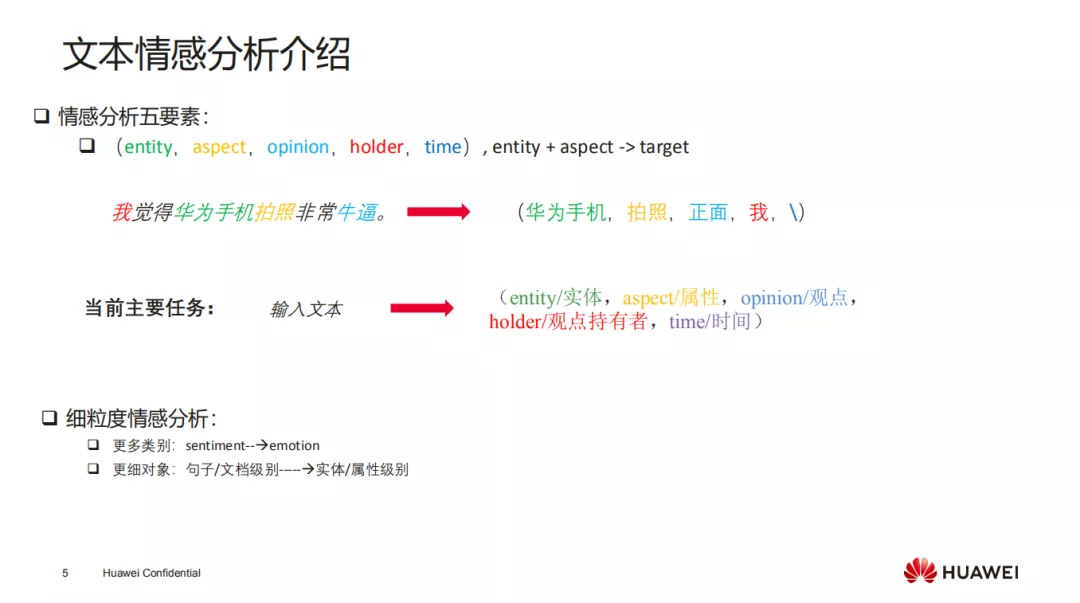 文本情感分析介绍
情感分析五要素：
（entity，aspect，opinion，holder，time）, entity + aspect -> target
我觉得华为手机拍照非常牛逼。
（华为手机，拍照，正面，我，\）
当前主要任务：
输入文本
（entity/实体，aspect/属性，opinion/观点，
holder/观点持有者，time/时间）
细粒度情感分析：
更多类别：sentiment--→emotion
更细对象：句子/文档级别-----→实体/属性级别
5
Huawei Confidential
HUAWEI